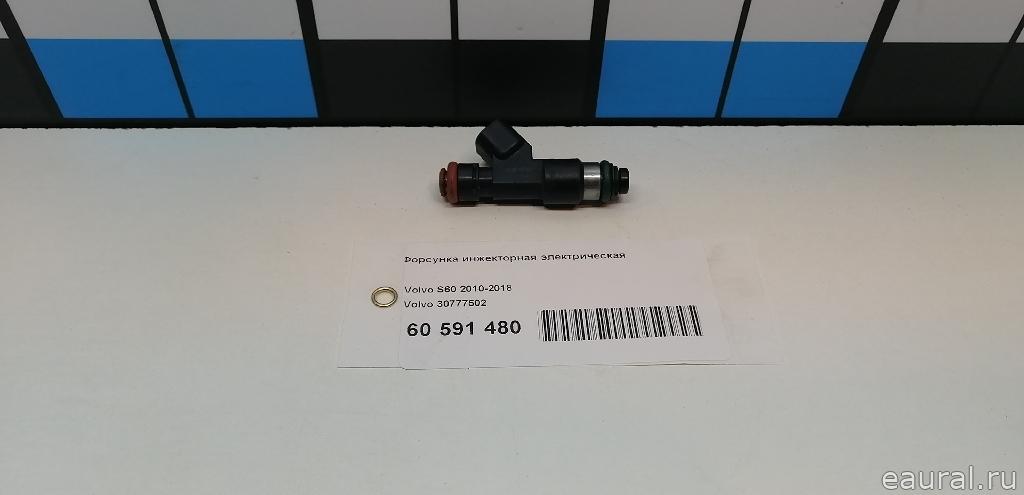 Форсунка инжекторная электрическая
Volvo S60 2010-2018
Volvo 30777502
60 591 480
eaural.ru